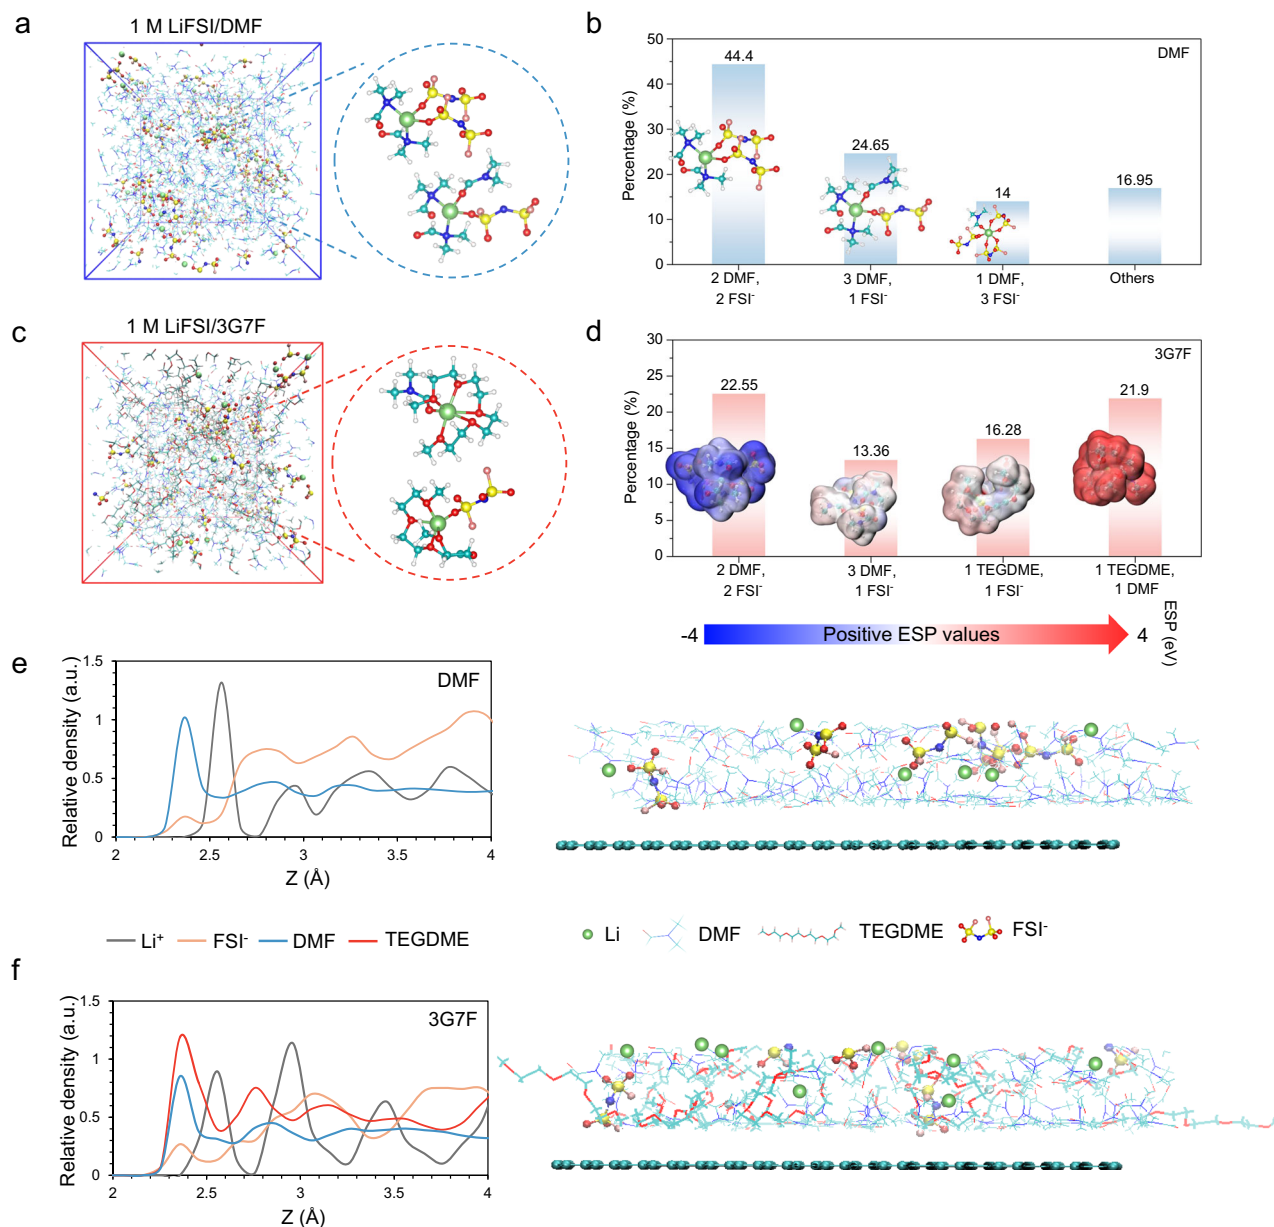 a
1 M LiFSI/DMF
b
DMF
Percentage (%)
50
40
30
20
10
0
44.4
24.65
14
16.95
2 DMF,
2 FSI⁻
3 DMF,
1 FSI⁻
1 DMF,
3 FSI⁻
Others
c
1 M LiFSI/3G7F
d
3G7F
Percentage (%)
30
25
20
15
10
5
0
22.55
13.36
16.28
21.9
2 DMF,
2 FSI⁻
3 DMF,
1 FSI⁻
1 TEGDME,
1 FSI⁻
1 TEGDME,
1 DMF
-4
Positive ESP values
4
ESP (eV)
e
DMF
Relative density (a.u.)
1.5
1
0.5
0
2
2.5
3
3.5
4
Z (Å)
Li⁺
FSI⁻
DMF
TEGDME
Li
DMF
TEGDME
FSI⁻
f
3G7F
Relative density (a.u.)
1.5
1
0.5
0
2
2.5
3
3.5
4
Z (Å)